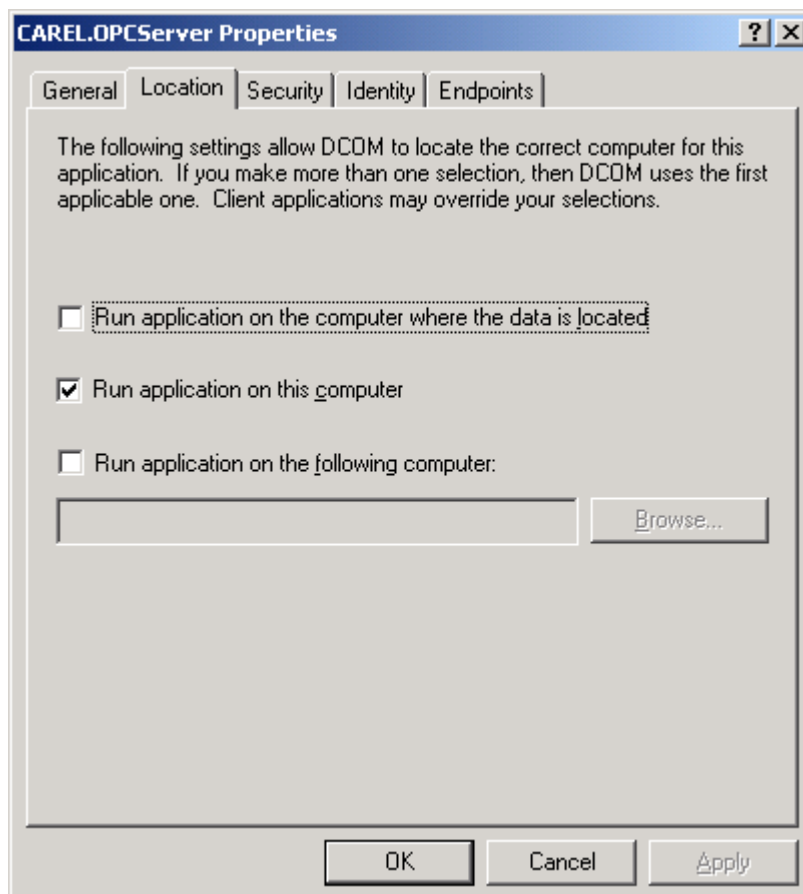 CAREL.OPCServer Properties
General Location Security Identity Endpoints
The following settings allow DCOM to locate the correct computer for this
application. If you make more than one selection, then DCOM uses the first
applicable one. Client applications may override your selections.
Run application on the computer where the data is located
Run application on this computer
Run application on the following computer:
Browse...
OK Cancel Apply